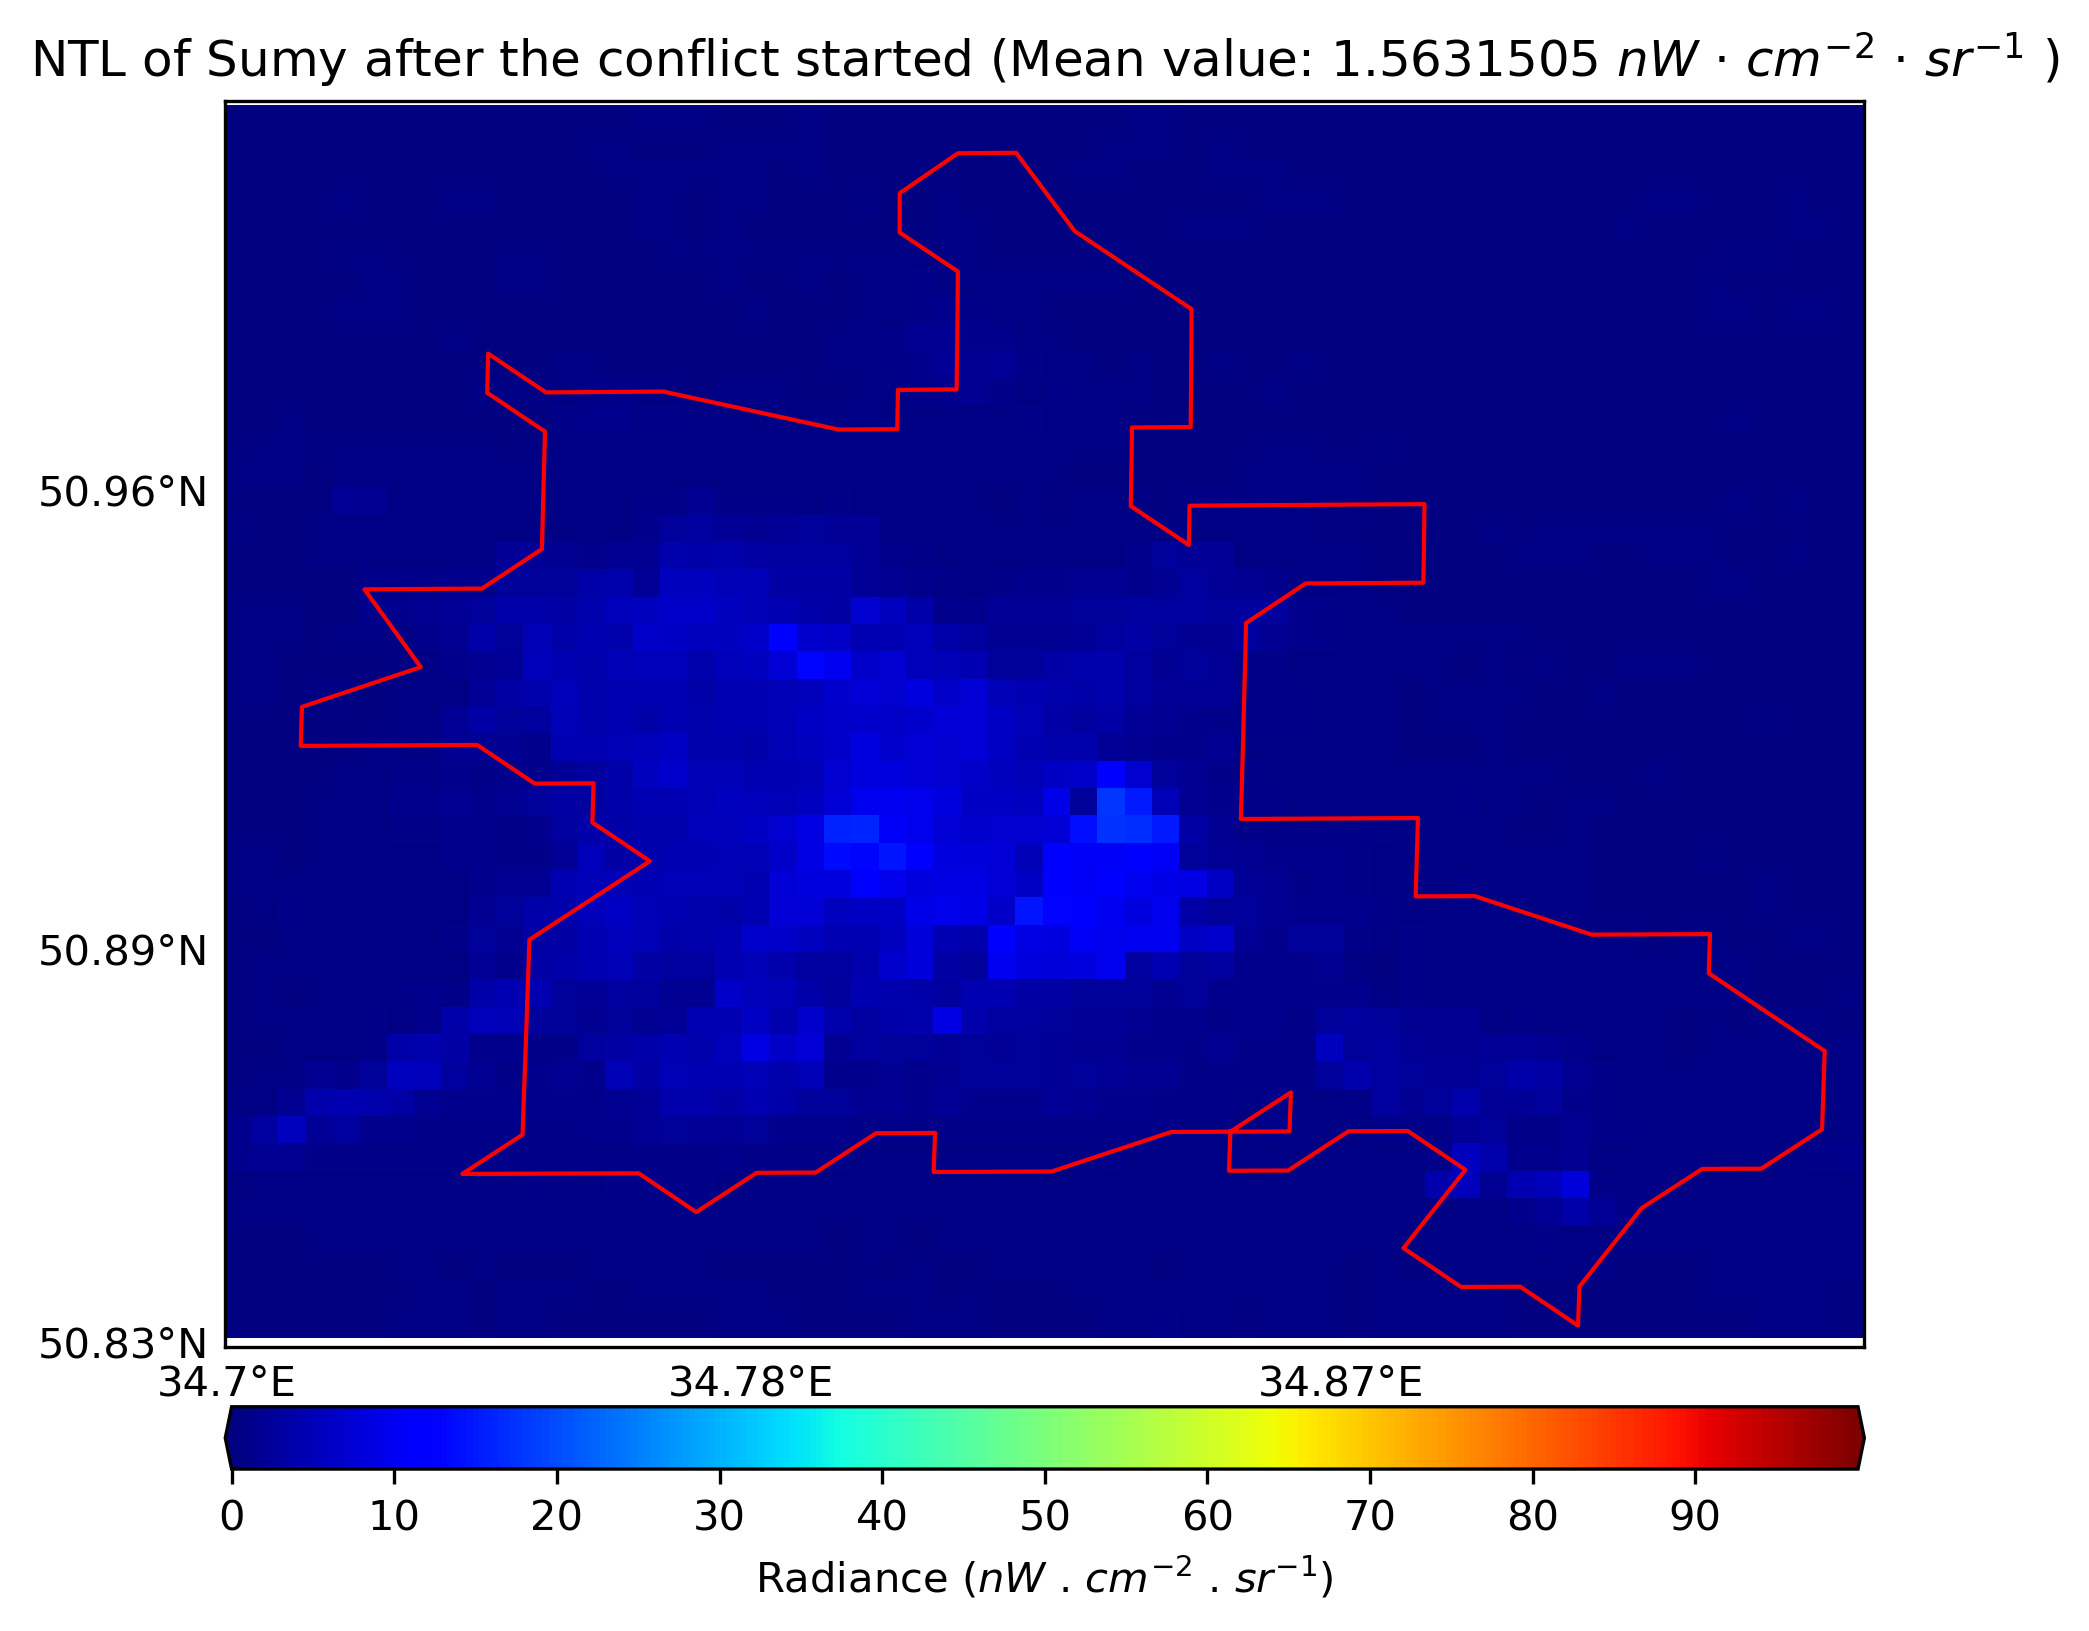 NTL of Sumy after the conflict started (Mean value: 1.5631505 nW · cm⁻² · sr⁻¹ )
50.96°N
50.89°N
50.83°N
34.7°E 34.78°E 34.87°E
0 10 20 30 40 50 60 70 80 90
Radiance (nW . cm⁻² . sr⁻¹)